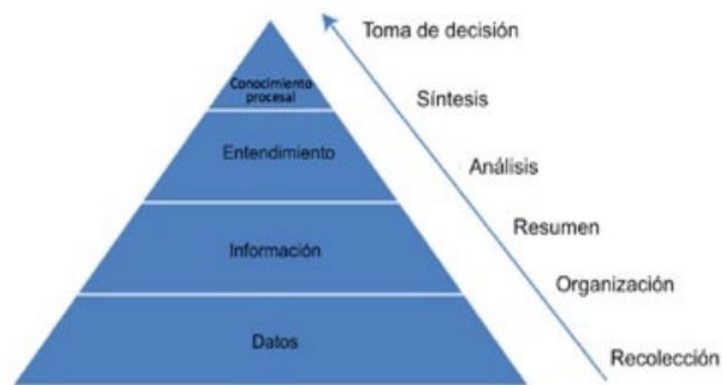 Toma de decisión
Conocimiento
procesal
Síntesis
Entendimiento
Análisis
Resumen
Información
Organización
Datos
Recolección